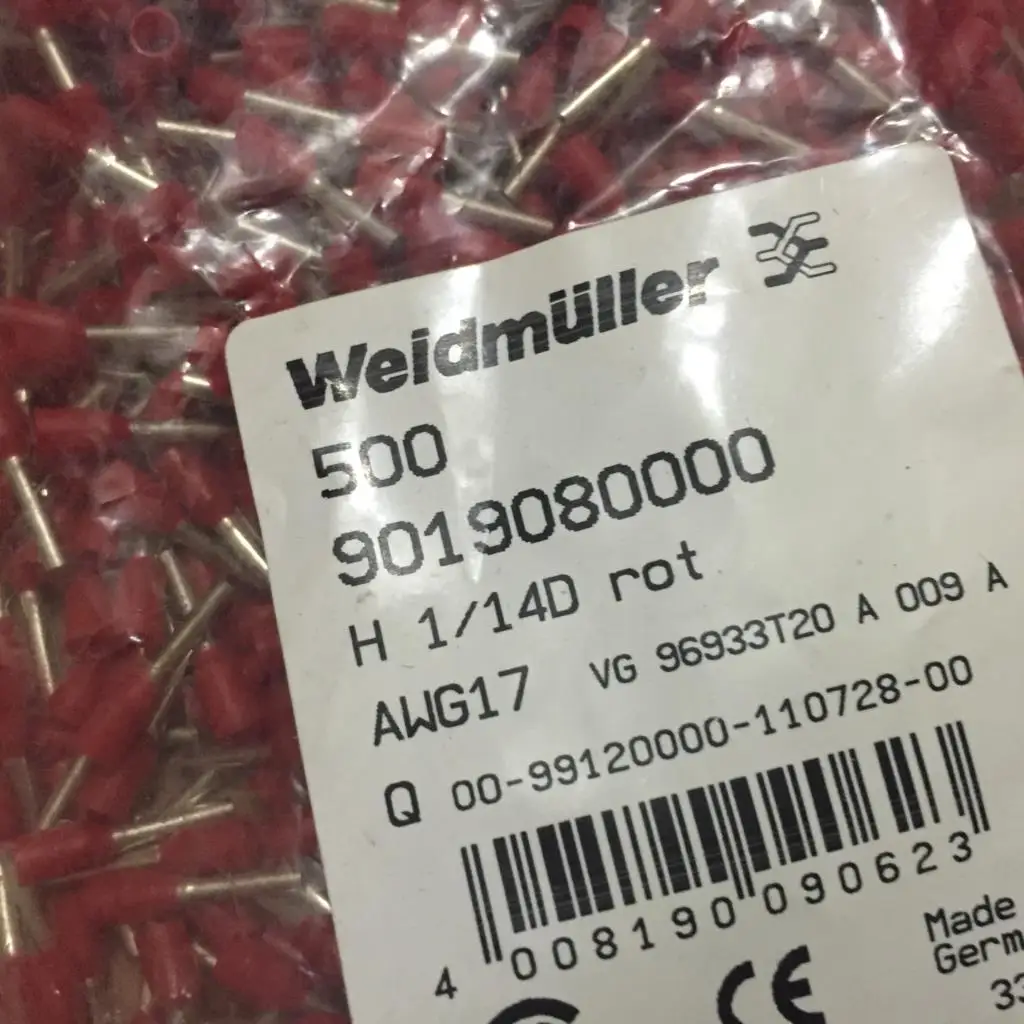 Weidmüller
500
9019080000
H 1/14D rot
AWG17 VG 96933T20 A 009 A
Q 00-99120000-110728-00
4 008190 090623
CE
Made
Germ
33